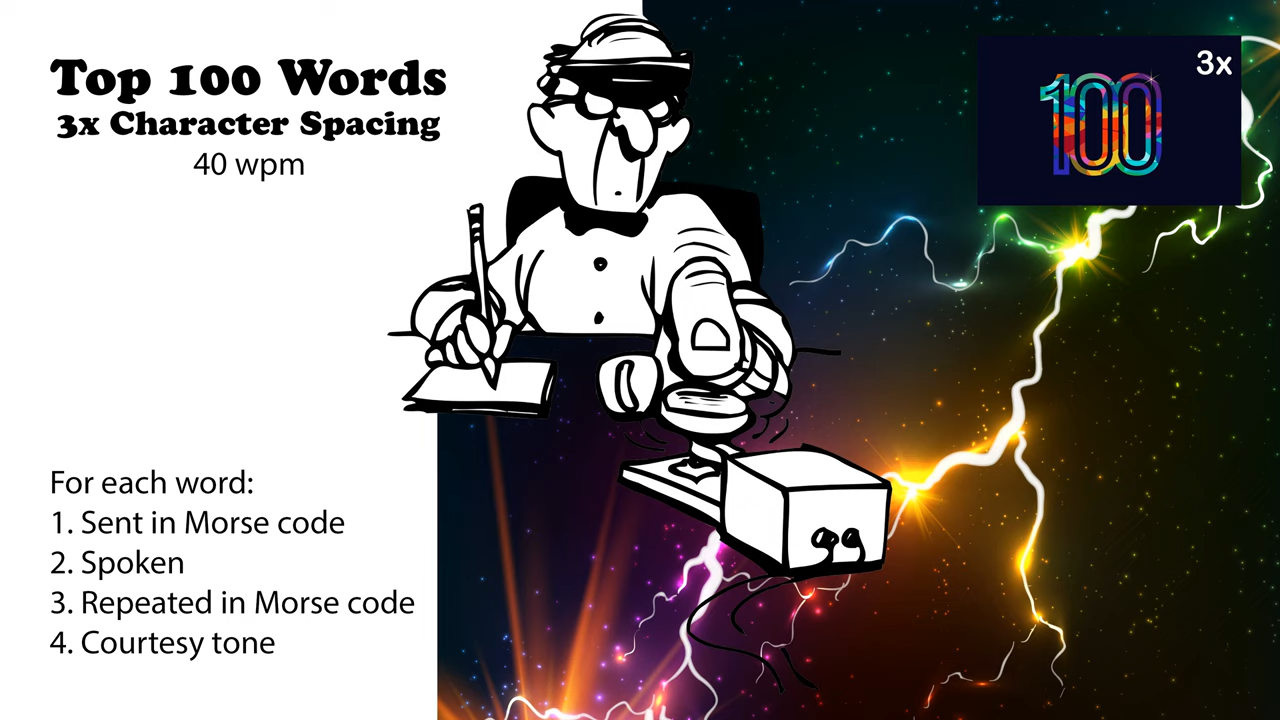 Top 100 Words
3x Character Spacing
40 wpm
3x
100
For each word:
1. Sent in Morse code
2. Spoken
3. Repeated in Morse code
4. Courtesy tone